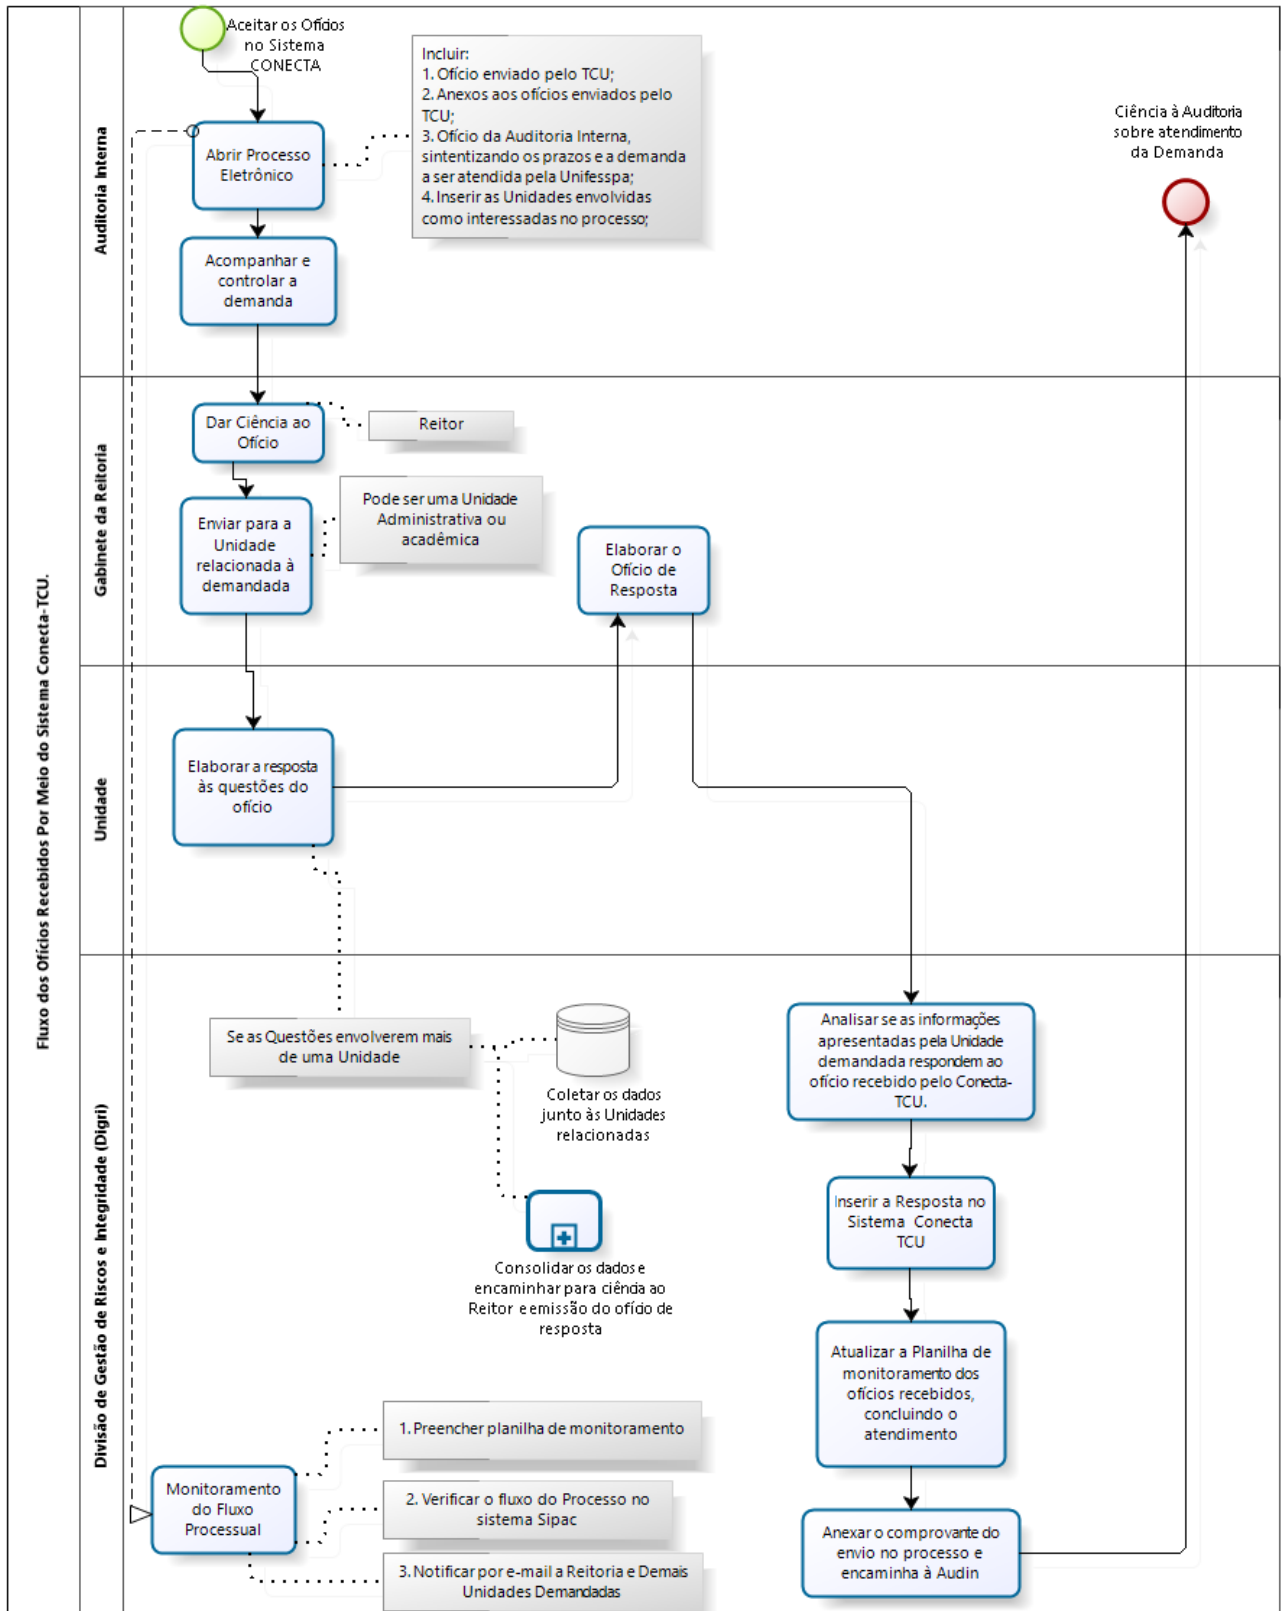 Fluxo dos Ofícios Recebidos Por Meio do Sistema Conecta-TCU.
Auditoria Interna
Aceitar os Ofícios
no Sistema
CONECTA
Incluir:
1. Ofício enviado pelo TCU;
2. Anexos aos ofícios enviados pelo
TCU;
3. Ofício da Auditoria Interna,
sintentizando os prazos e a demanda
a ser atendida pela Unifesspa;
4. Inserir as Unidades envolvidas
como interessadas no processo;
Ciência à Auditoria
sobre atendimento
da Demanda
Abrir Processo
Eletrônico
Acompanhar e
controlar a
demanda
Gabinete da Reitoria
Dar Ciência ao
Ofício
Reitor
Enviar para a
Unidade
relacionada à
demandada
Pode ser uma Unidade
Administrativa ou
acadêmica
Elaborar o
Ofício de
Resposta
Unidade
Elaborar a resposta
às questões do
ofício
Divisão de Gestão de Riscos e Integridade (Digri)
Se as Questões envolverem mais
de uma Unidade
Coletar os dados
junto às Unidades
relacionadas
Consolidar os dados e
encaminhar para ciência ao
Reitor e emissão do ofício de
resposta
Analisar se as informações
apresentadas pela Unidade
demandada respondem ao
ofício recebido pelo Conecta-
TCU.
Inserir a Resposta no
Sistema Conecta
TCU
Atualizar a Planilha de
monitoramento dos
ofícios recebidos,
concluindo o
atendimento
Anexar o comprovante do
envio no processo e
encaminha à Audin
Monitoramento
do Fluxo
Processual
1. Preencher planilha de monitoramento
2. Verificar o fluxo do Processo no
sistema Sipac
3. Notificar por e-mail a Reitoria e Demais
Unidades Demandadas